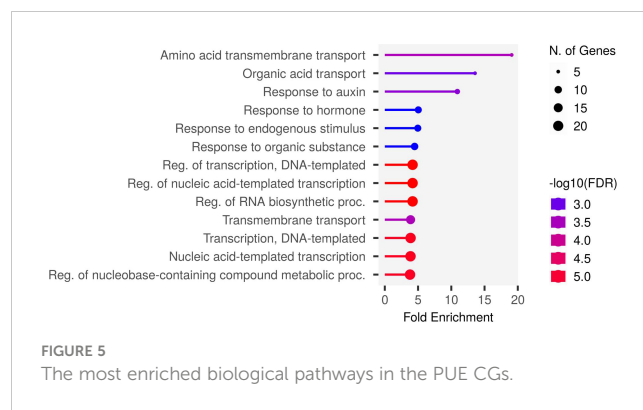 Amino acid transmembrane transport
Organic acid transport
Response to auxin
Response to hormone
Response to endogenous stimulus
Response to organic substance
Reg. of transcription, DNA-templated
Reg. of nucleic acid-templated transcription
Reg. of RNA biosynthetic proc.
Transmembrane transport
Transcription, DNA-templated
Nucleic acid-templated transcription
Reg. of nucleobase-containing compound metabolic proc.
0 5 10 15 20
Fold Enrichment
N. of Genes
5
10
15
20
-log10(FDR)
3.0
3.5
4.0
4.5
5.0
FIGURE 5
The most enriched biological pathways in the PUE CGs.